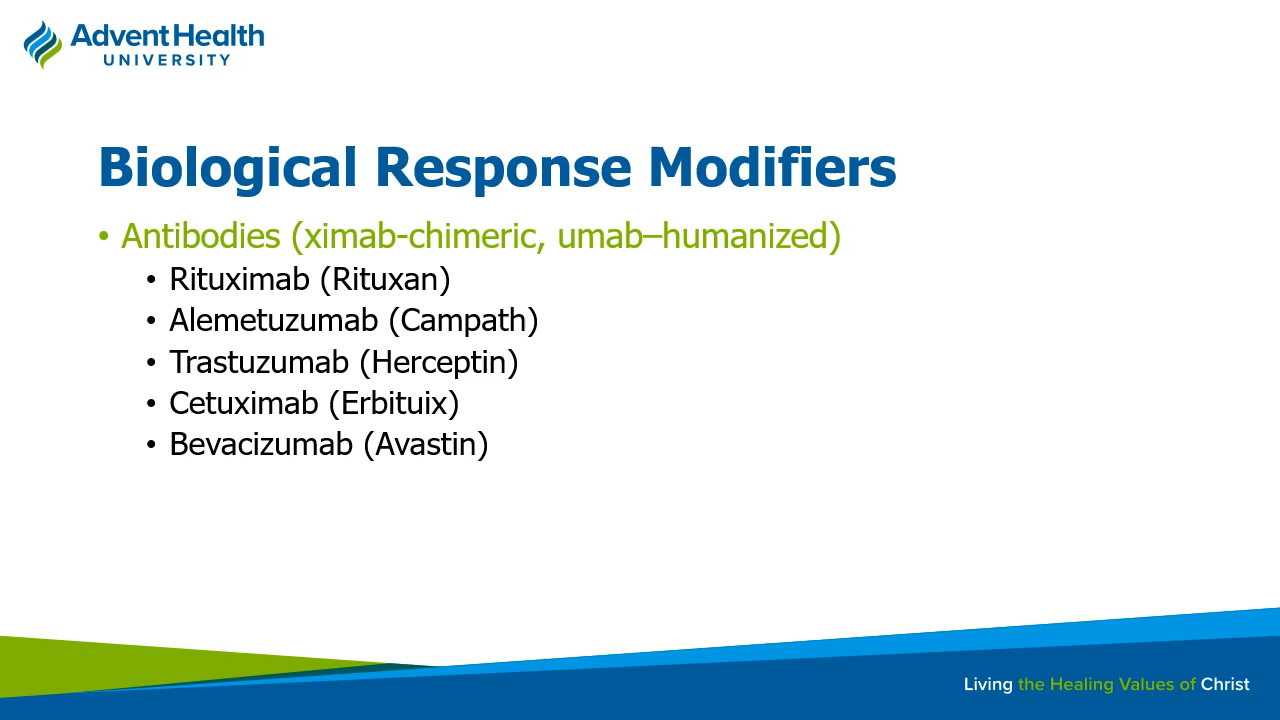 AdventHealth
UNIVERSITY
Biological Response Modifiers
• Antibodies (ximab-chimeric, umab–humanized)
• Rituximab (Rituxan)
• Alemetuzumab (Campath)
• Trastuzumab (Herceptin)
• Cetuximab (Erbituix)
• Bevacizumab (Avastin)
Living the Healing Values of Christ